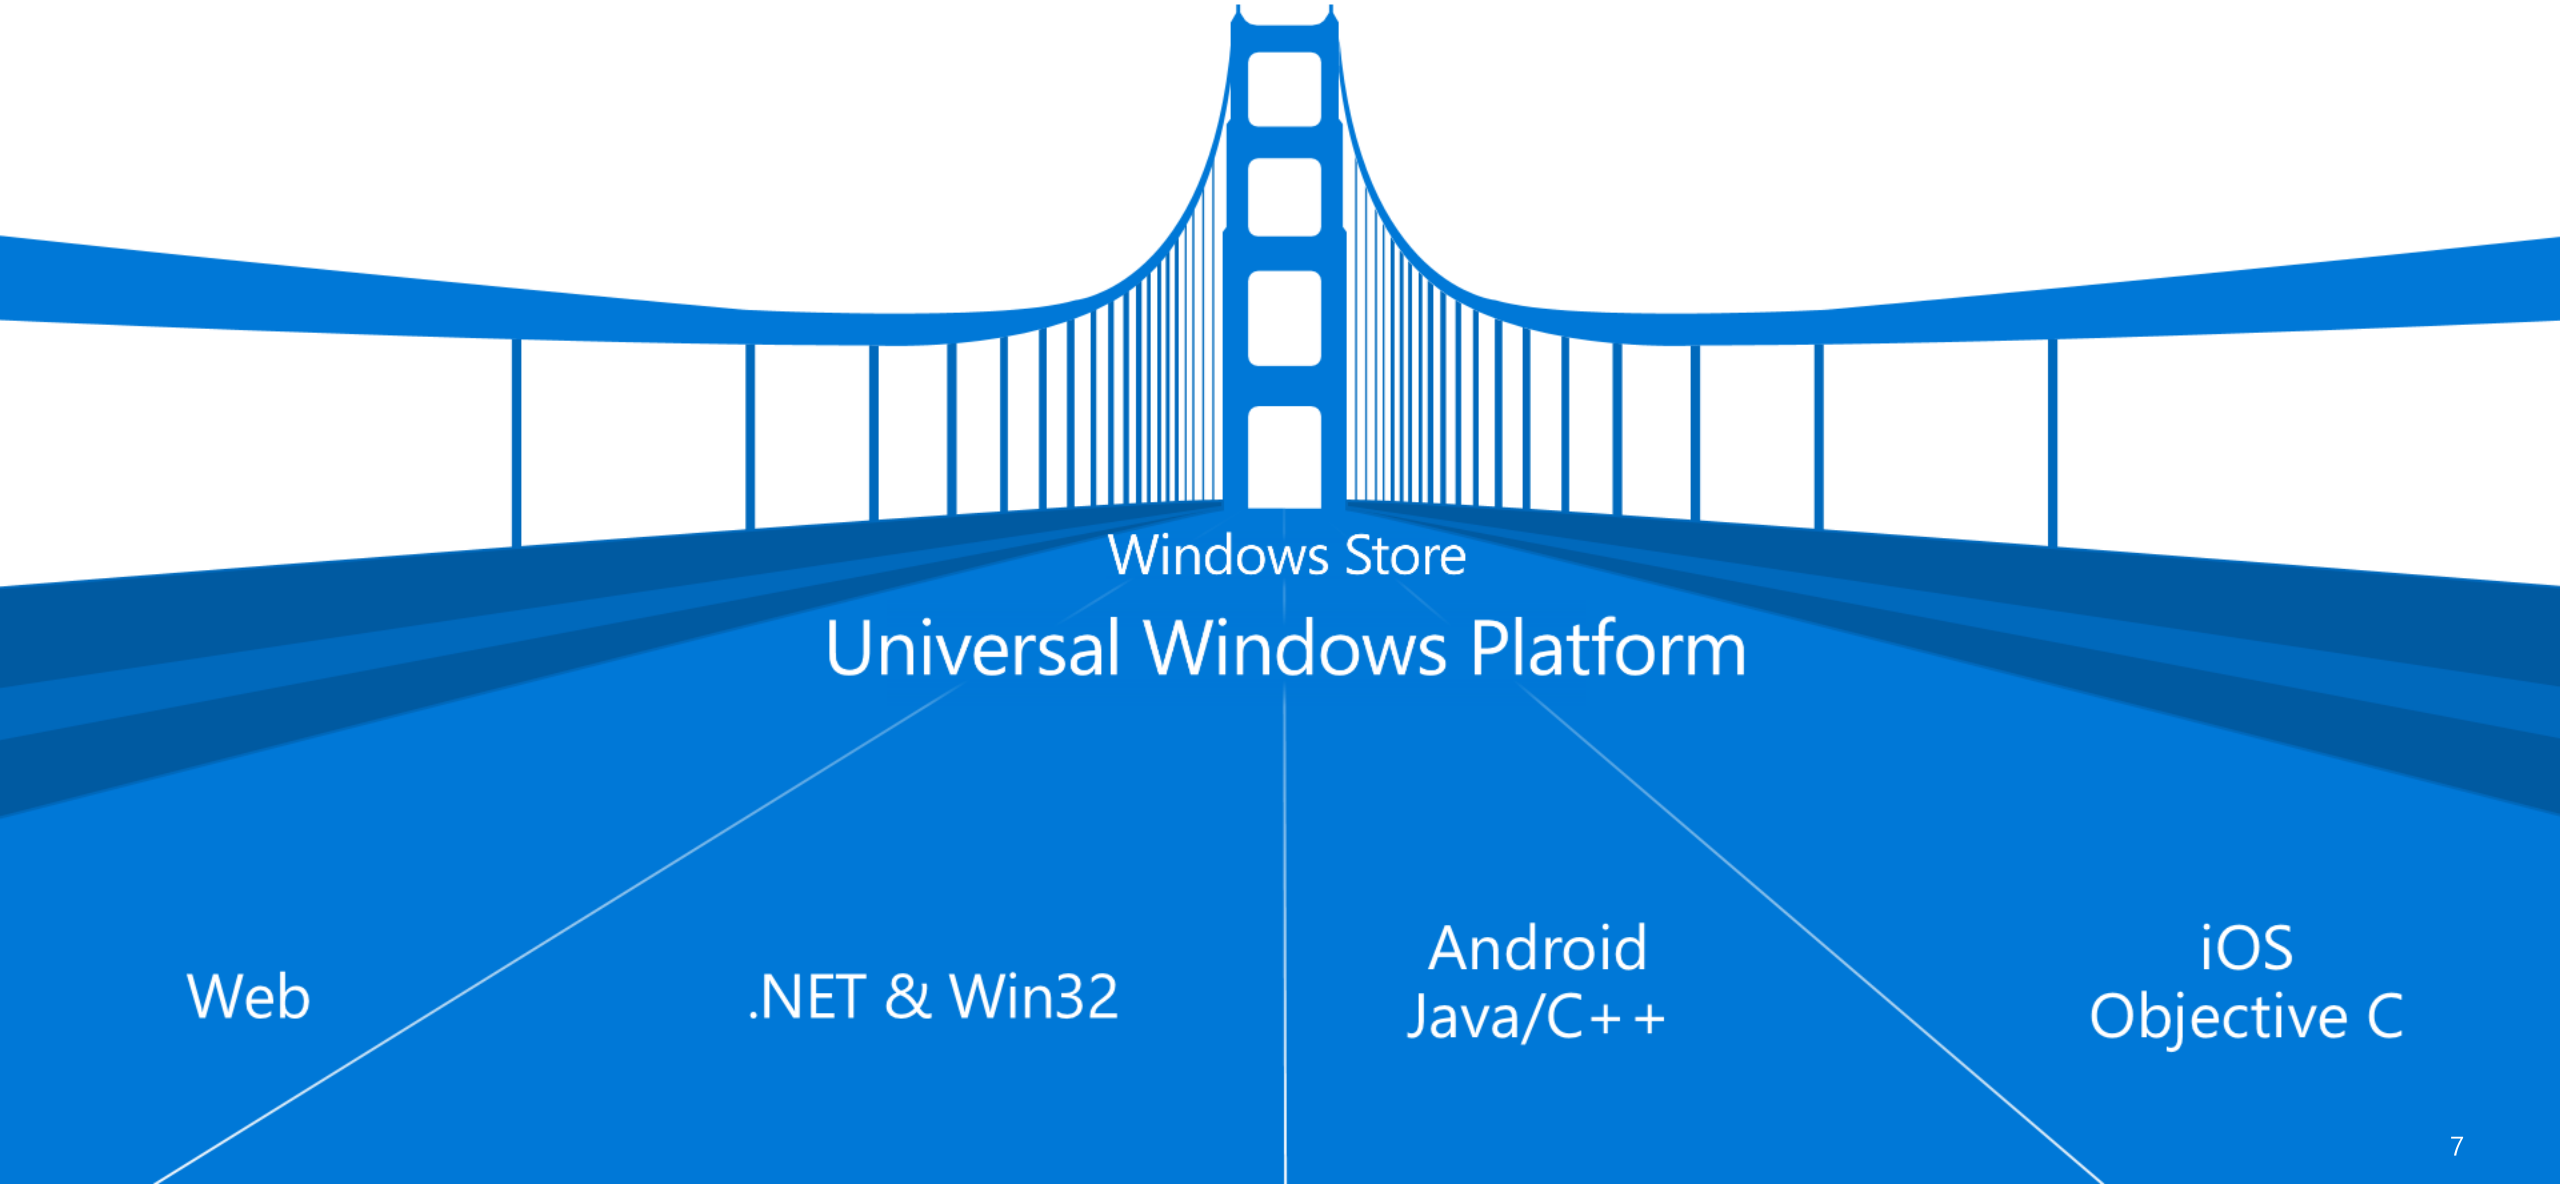 Windows Store
Universal Windows Platform
Web
.NET & Win32
Android
Java/C++
iOS
Objective C
7